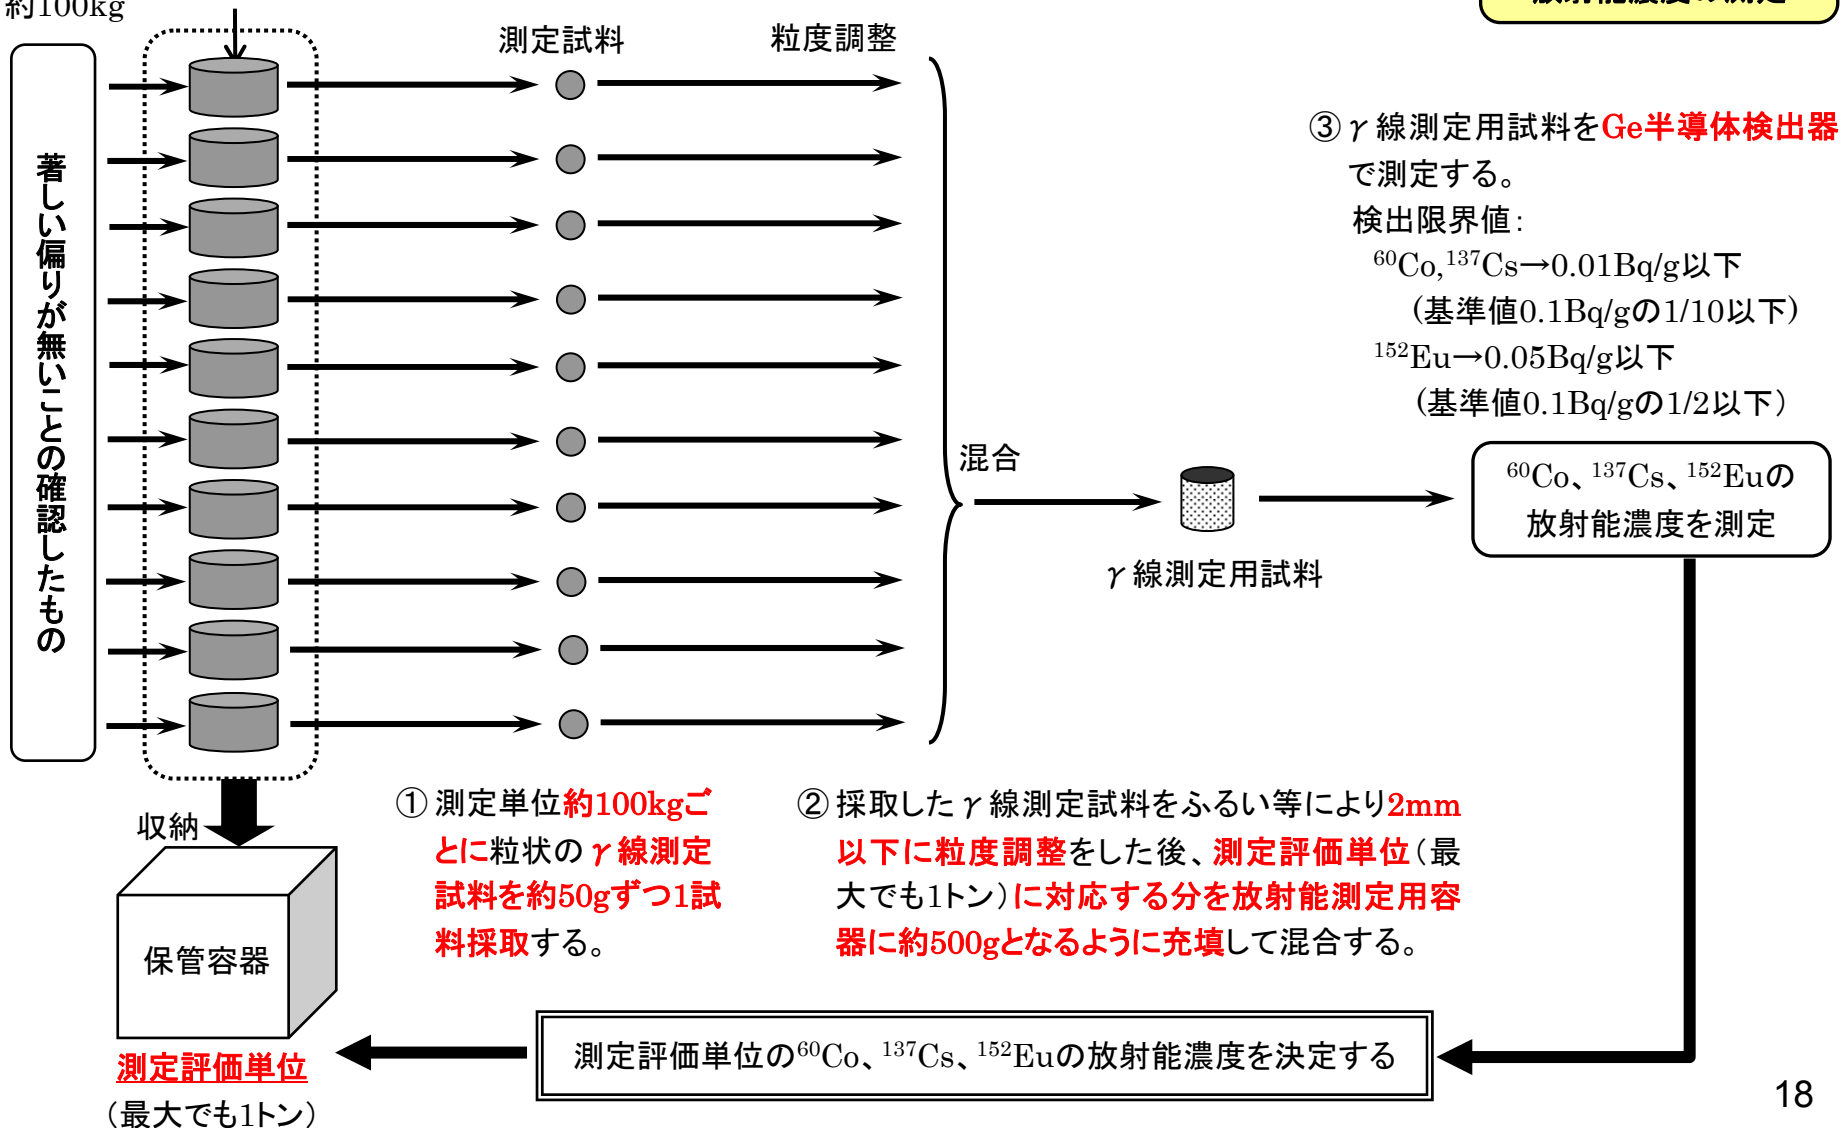 約100kg
放射能濃度の測定
測定試料
粒度調整
著しい偏りが無いことの確認したもの
③γ線測定用試料をGe半導体検出器
で測定する。
検出限界値:
⁶⁰Co,¹³⁷Cs→0.01Bq/g以下
(基準値0.1Bq/gの1/10以下)
¹⁵²Eu→0.05Bq/g以下
(基準値0.1Bq/gの1/2以下)
混合
γ線測定用試料
⁶⁰Co、¹³⁷Cs、¹⁵²Euの
放射能濃度を測定
収納
①測定単位約100kgご
とに粒状のγ線測定
試料を約50gずつ1試
料採取する。
②採取したγ線測定試料をふるい等により2mm
以下に粒度調整をした後、測定評価単位(最
大でも1トン)に対応する分を放射能測定用容
器に約500gとなるように充填して混合する。
保管容器
測定評価単位の⁶⁰Co、¹³⁷Cs、¹⁵²Euの放射能濃度を決定する
測定評価単位
(最大でも1トン)
18